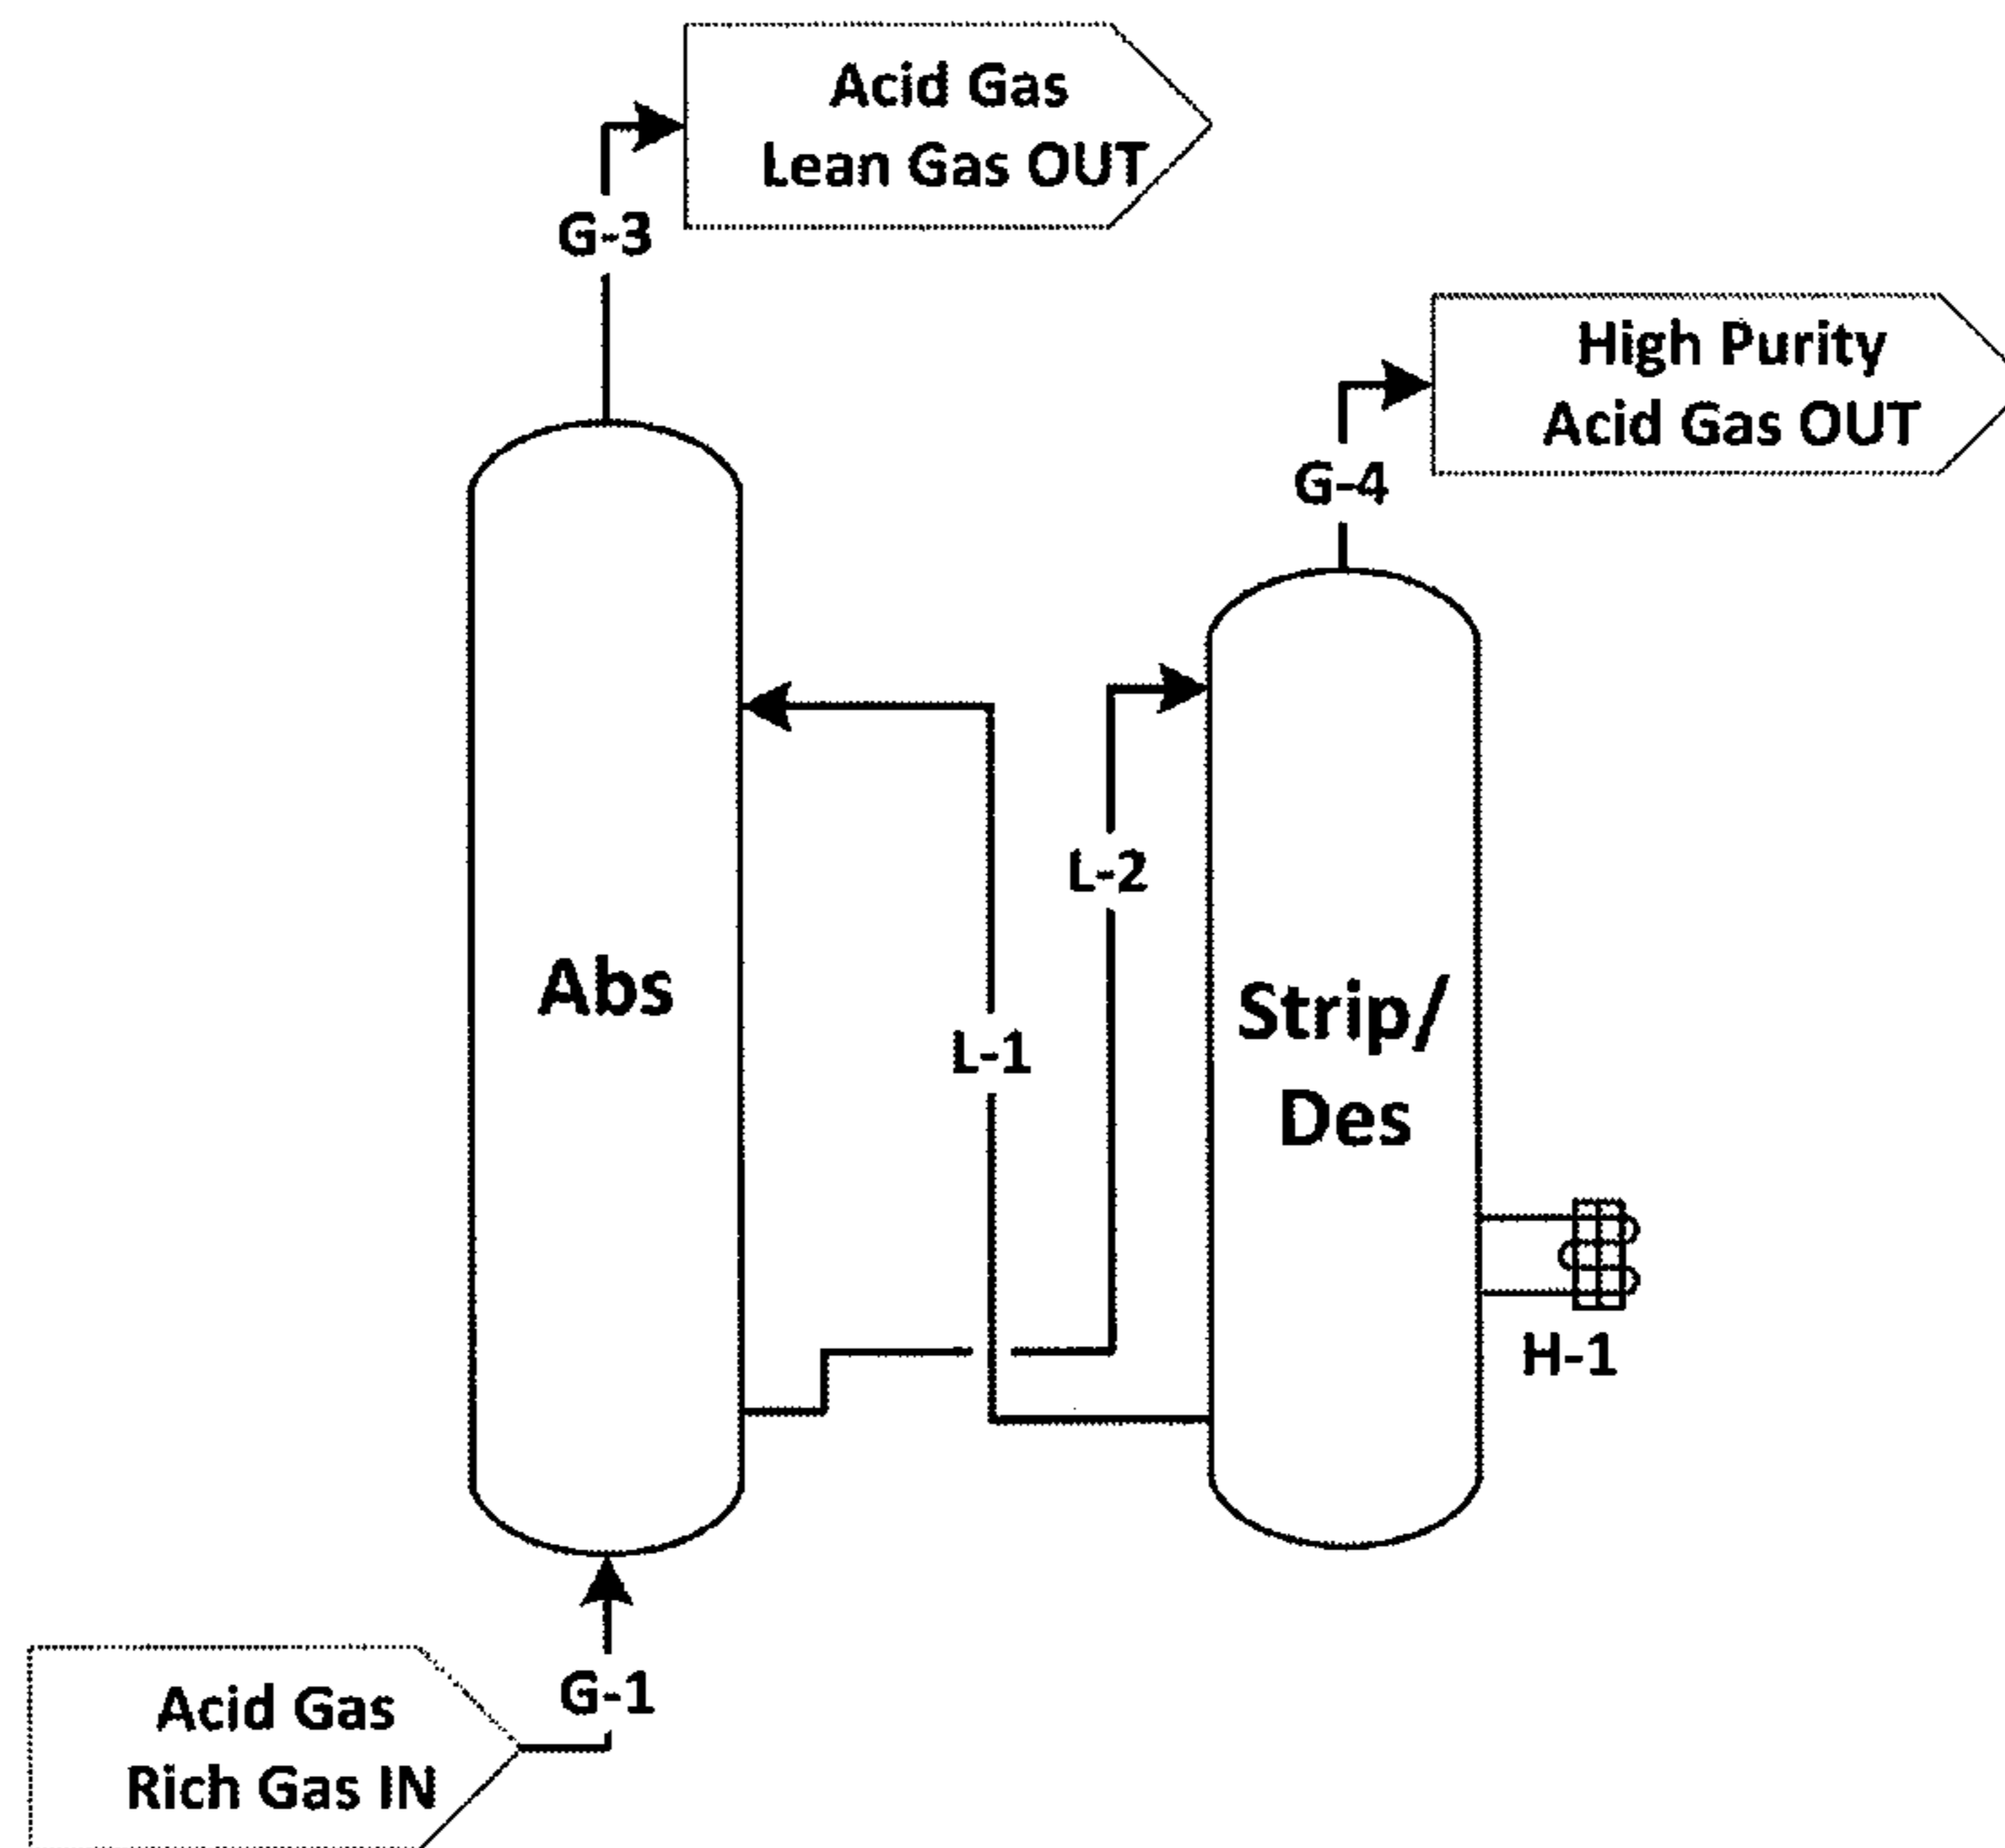 Acid Gas
Lean Gas OUT
G-3
High Purity
Acid Gas OUT
G-4
L-2
Abs
Strip/
Des
L-1
H-1
G-1
Acid Gas
Rich Gas IN